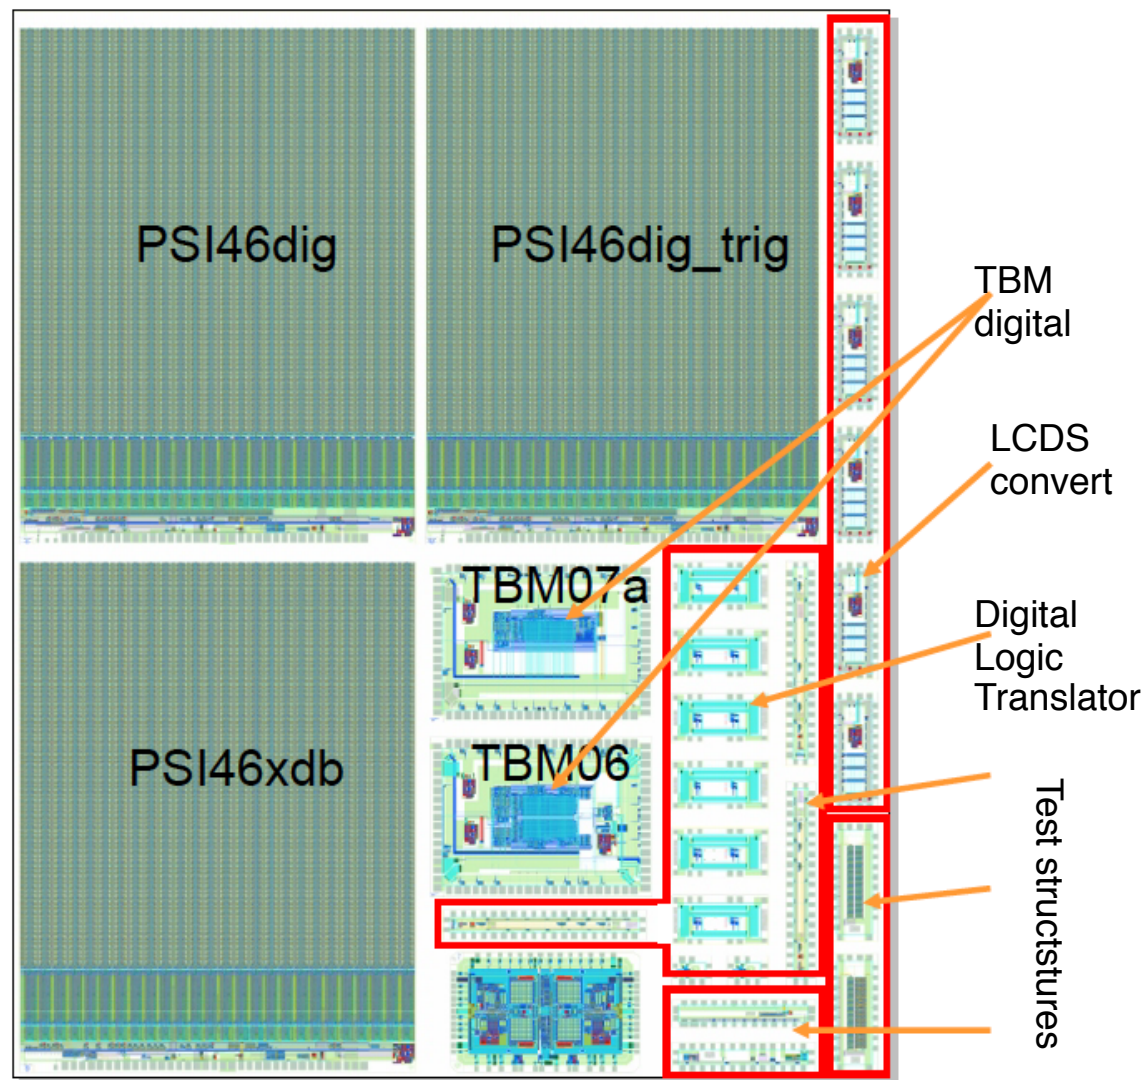 PSI46dig
PSI46dig_trig
TBM
digital
LCDS
convert
TBM07a
Digital
Logic
Translator
PSI46xdb
TBM06
Test structstures